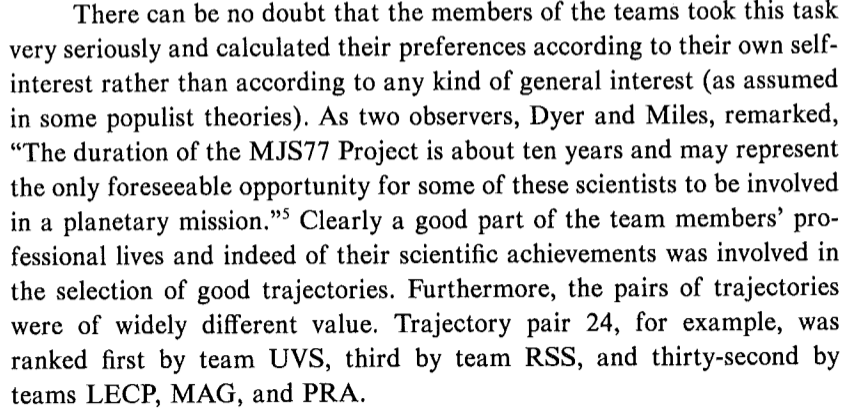 There can be no doubt that the members of the teams took this task
very seriously and calculated their preferences according to their own self-
interest rather than according to any kind of general interest (as assumed
in some populist theories). As two observers, Dyer and Miles, remarked,
“The duration of the MJS77 Project is about ten years and may represent
the only foreseeable opportunity for some of these scientists to be involved
in a planetary mission.”⁵ Clearly a good part of the team members’ pro-
fessional lives and indeed of their scientific achievements was involved in
the selection of good trajectories. Furthermore, the pairs of trajectories
were of widely different value. Trajectory pair 24, for example, was
ranked first by team UVS, third by team RSS, and thirty-second by
teams LECP, MAG, and PRA.